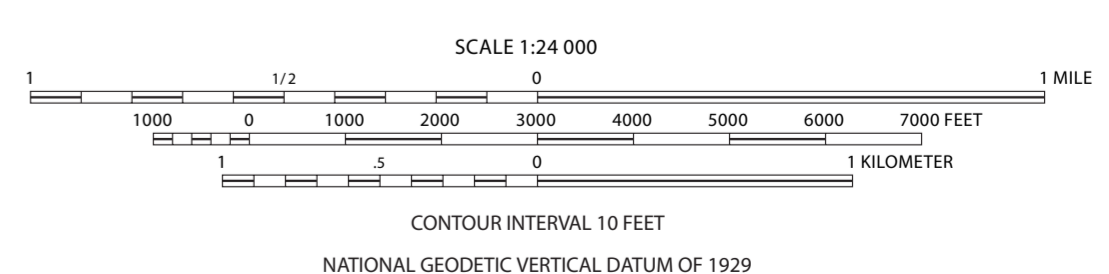 SCALE 1:24 000
1 1/2 0 1 MILE
1000 0 1000 2000 3000 4000 5000 6000 7000 FEET
1 .5 0 1 KILOMETER
CONTOUR INTERVAL 10 FEET
NATIONAL GEODETIC VERTICAL DATUM OF 1929